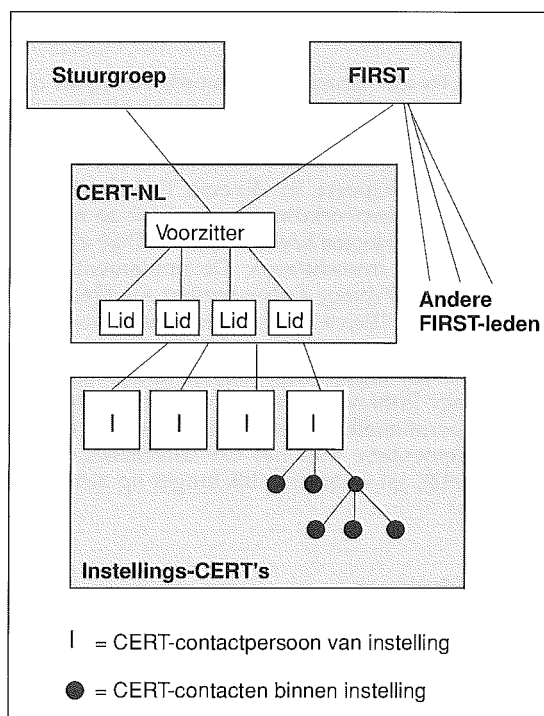 Stuurgroep
FIRST
CERT-NL
Voorzitter
Lid Lid Lid Lid
Andere
FIRST-leden
I I I I
Instellings-CERT's
I = CERT-contactpersoon van instelling
= CERT-contacten binnen instelling